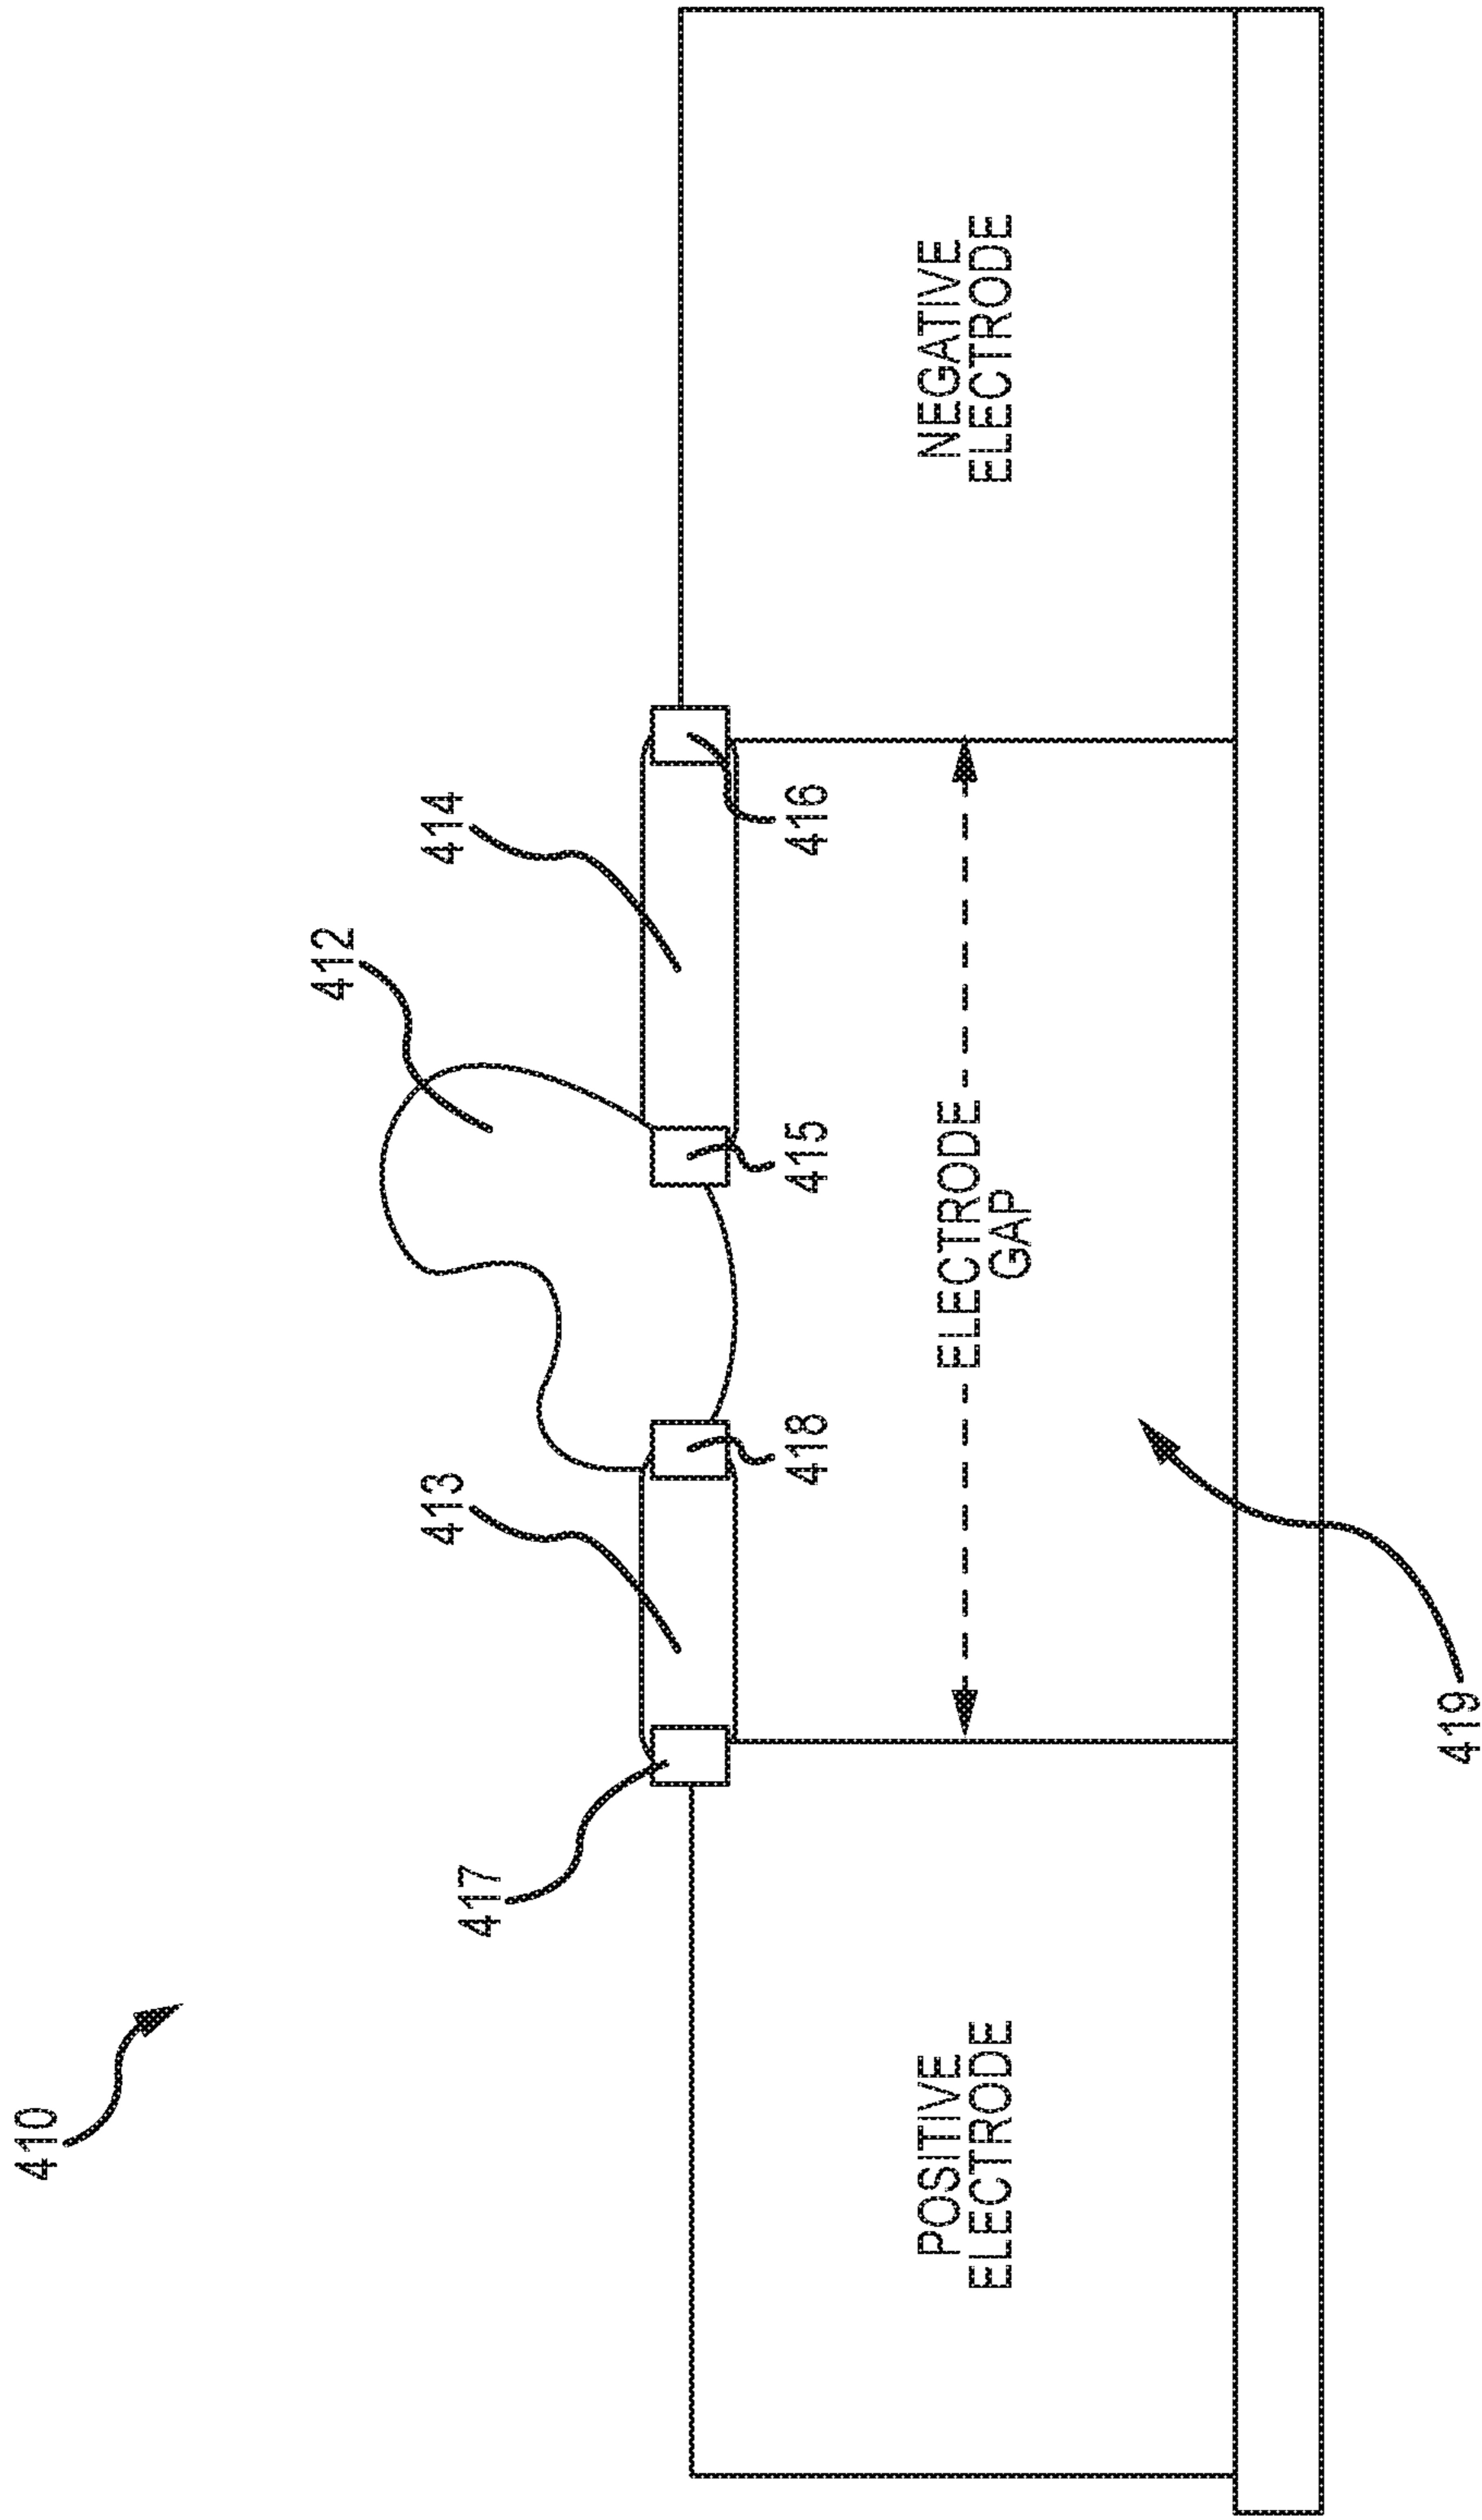 410
412
413
414
417
418
415
416
POSITIVE
ELECTRODE
ELECTRODE
GAP
NEGATIVE
ELECTRODE
419